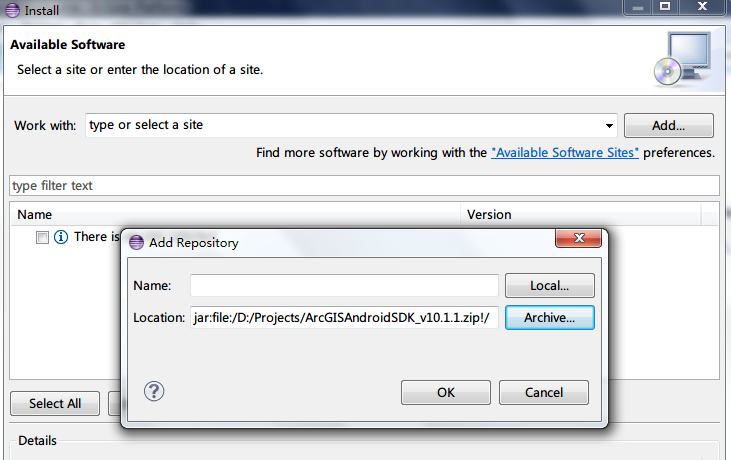 Install
Available Software
Select a site or enter the location of a site.
Work with: type or select a site Add...
Find more software by working with the "Available Software Sites" preferences.
type filter text
Name Version
There is
Add Repository
Name: Local...
Location: jar:file:/D:/Projects/ArcGISAndroidSDK_v10.1.1.zip!/ Archive...
OK Cancel
Select All
Details